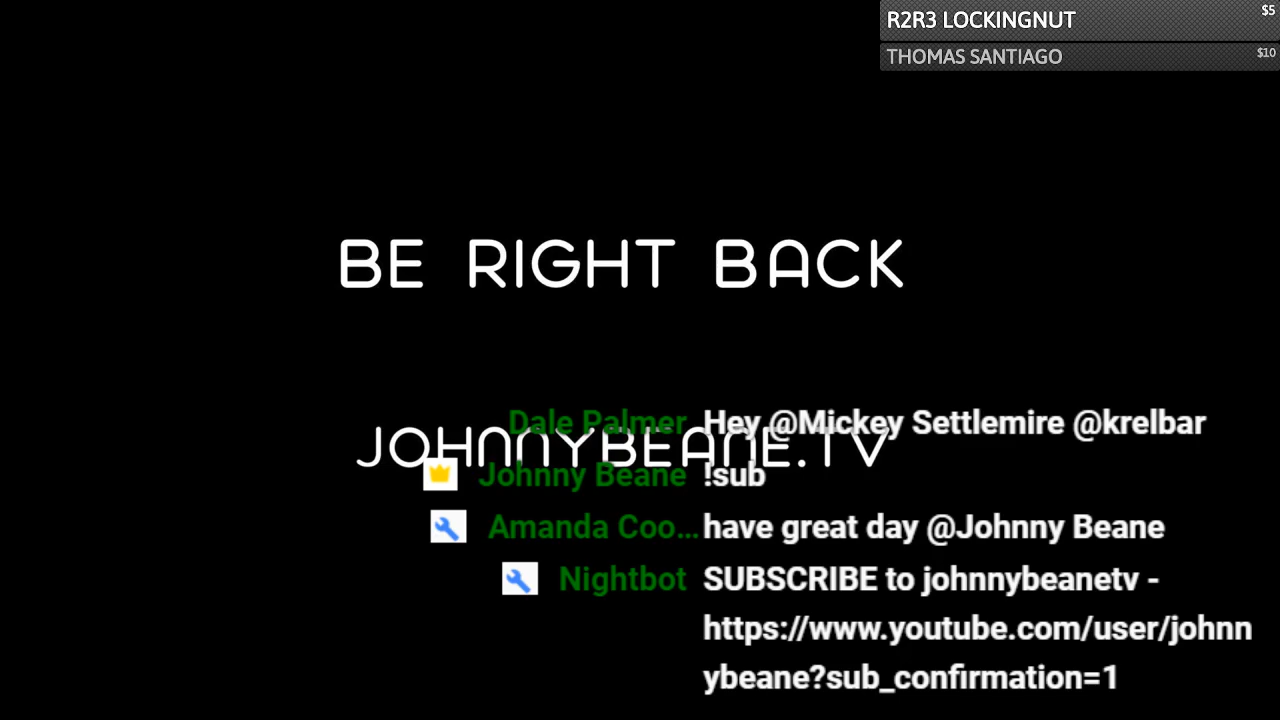 R2R3 LOCKINGNUT $5
THOMAS SANTIAGO $10
BE RIGHT BACK
Dale Palmer Hey @Mickey Settlemire @krelbar
JOHNNYBEANE.TV
Johnny Beane !sub
Amanda Coo... have great day @Johnny Beane
Nightbot SUBSCRIBE to johnnybeanetv -
https://www.youtube.com/user/johnn
ybeane?sub_confirmation=1